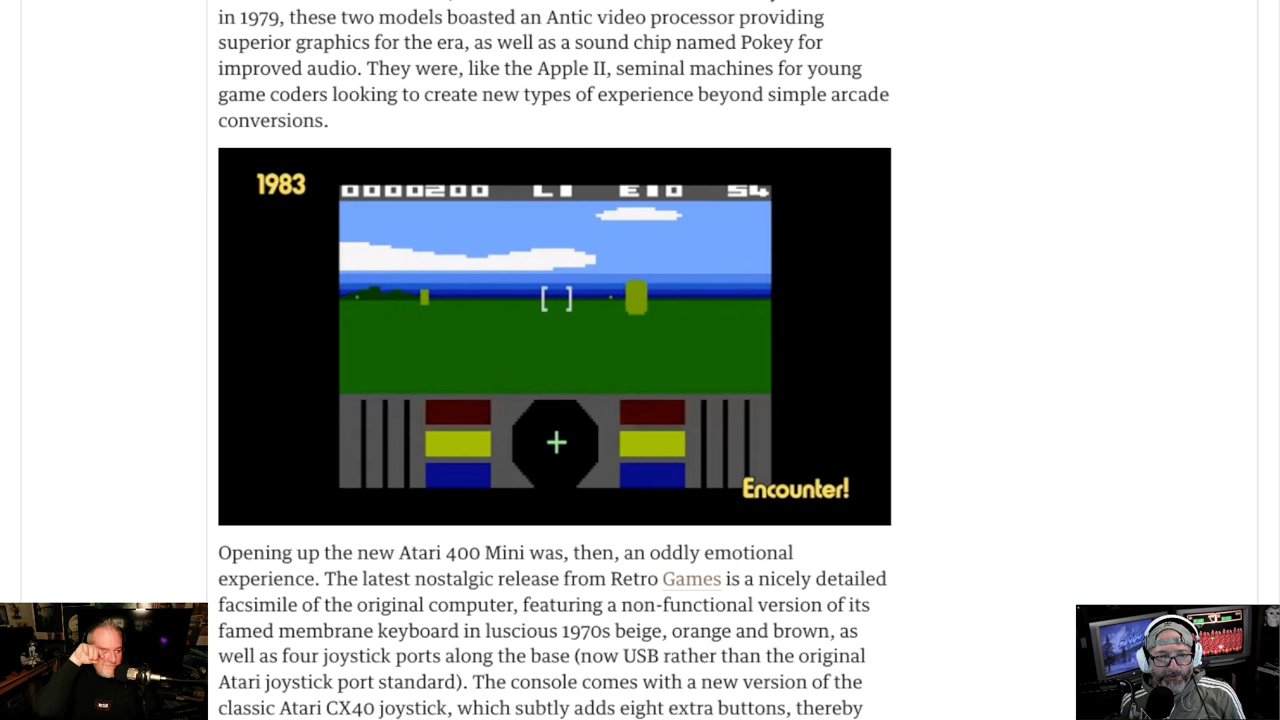 in 1979, these two models boasted an Antic video processor providing
superior graphics for the era, as well as a sound chip named Pokey for
improved audio. They were, like the Apple II, seminal machines for young
game coders looking to create new types of experience beyond simple arcade
conversions.
1983
0000200 L1 E10 S4
Encounter!
Opening up the new Atari 400 Mini was, then, an oddly emotional
experience. The latest nostalgic release from Retro Games is a nicely detailed
facsimile of the original computer, featuring a non-functional version of its
famed membrane keyboard in luscious 1970s beige, orange and brown, as
well as four joystick ports along the base (now USB rather than the original
Atari joystick port standard). The console comes with a new version of the
classic Atari CX40 joystick, which subtly adds eight extra buttons, thereby